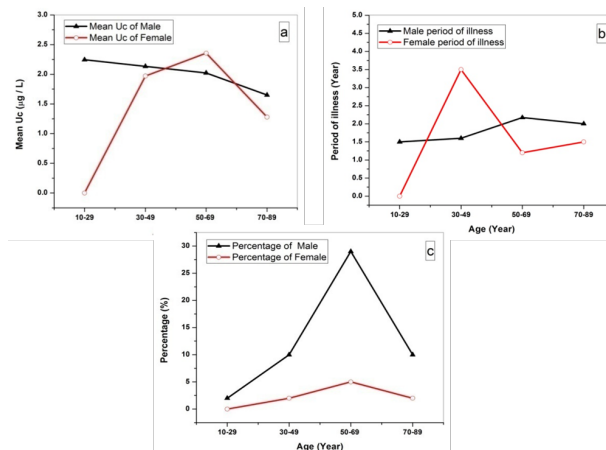 Mean Uc of Male
Mean Uc of Female
a
3.0
2.5
2.0
1.5
1.0
0.5
0.0
Mean Uc (µg / L)
10-29 30-49 50-69 70-89
Age (Year)
Male period of illness
Female period of illness
b
5.0
4.5
4.0
3.5
3.0
2.5
2.0
1.5
1.0
0.5
0.0
Period of illness (Year)
10-29 30-49 50-69 70-89
Age (Year)
Percentage of Male
Percentage of Female
c
30
25
20
15
10
5
0
Percentage (%)
10-29 30-49 50-69 70-89
Age (Year)